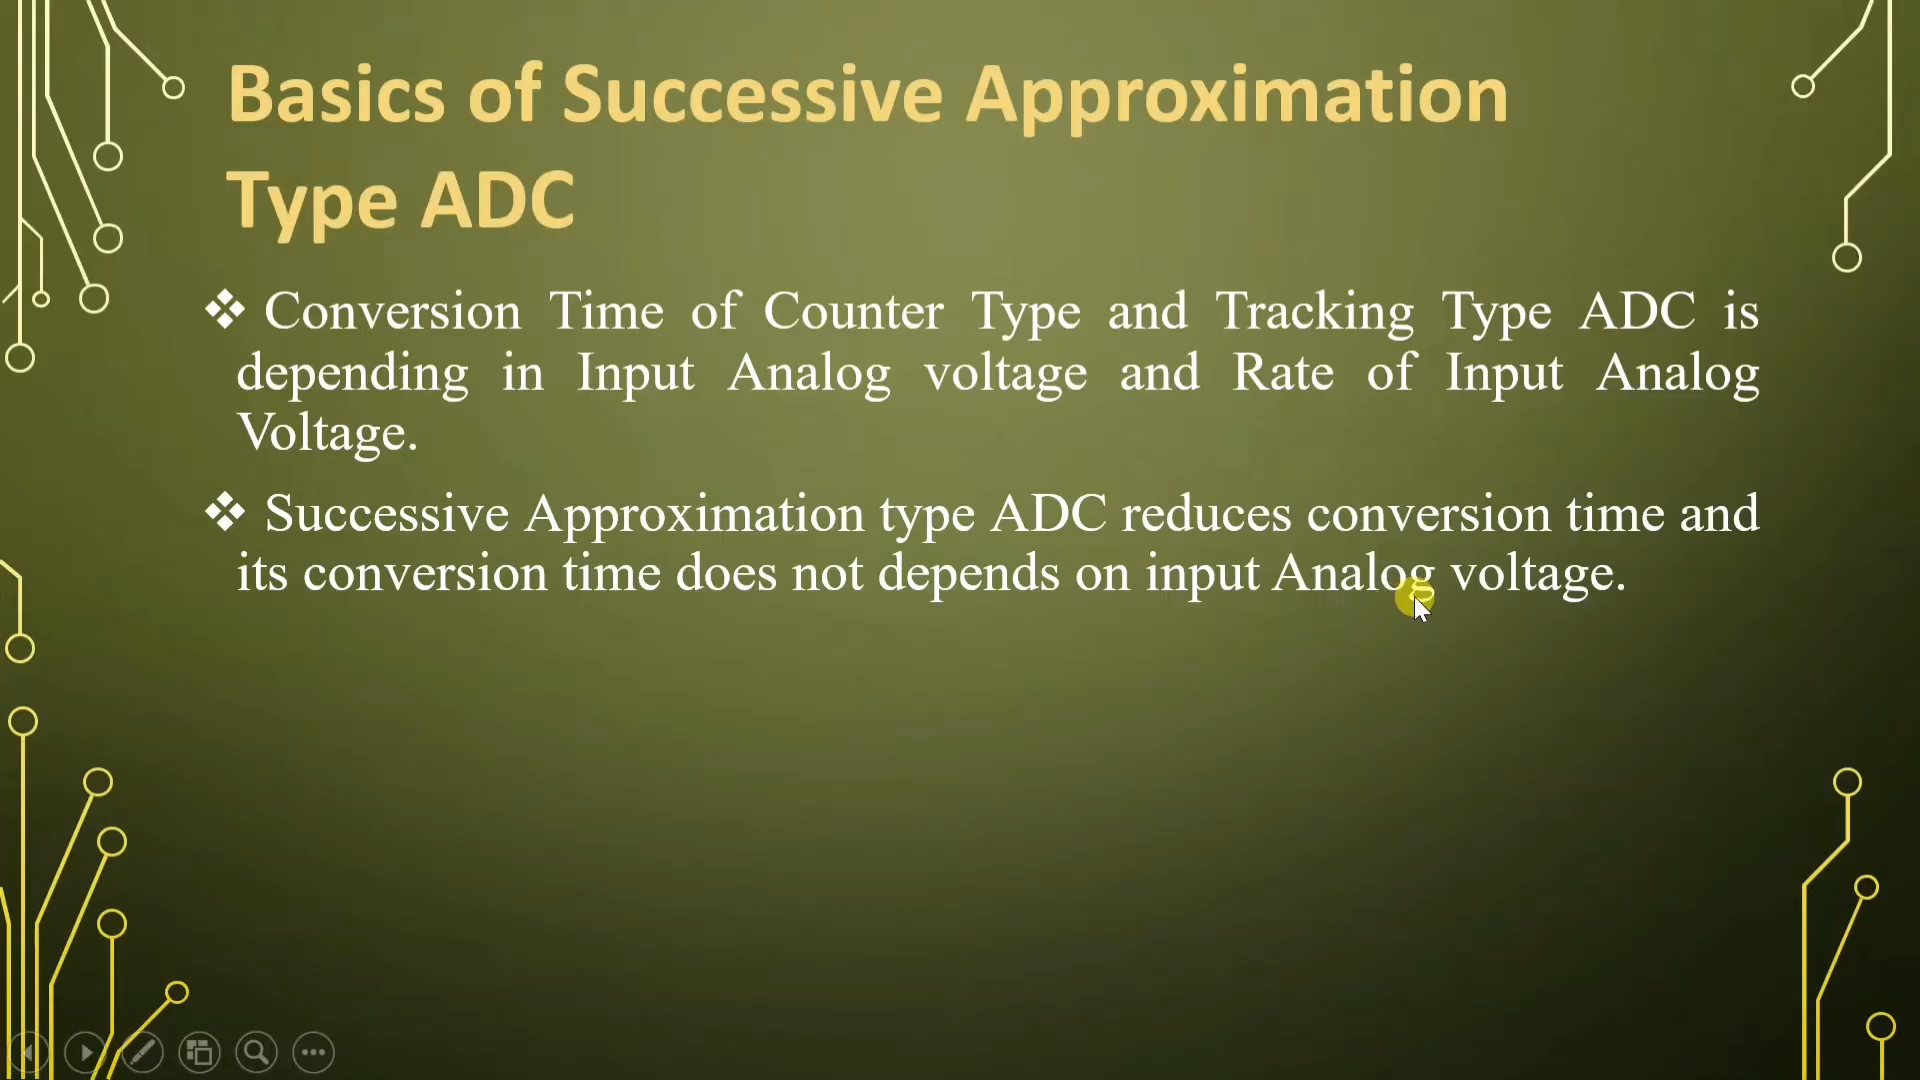 Basics of Successive Approximation
Type ADC
❖ Conversion Time of Counter Type and Tracking Type ADC is
depending in Input Analog voltage and Rate of Input Analog
Voltage.
❖ Successive Approximation type ADC reduces conversion time and
its conversion time does not depends on input Analog voltage.